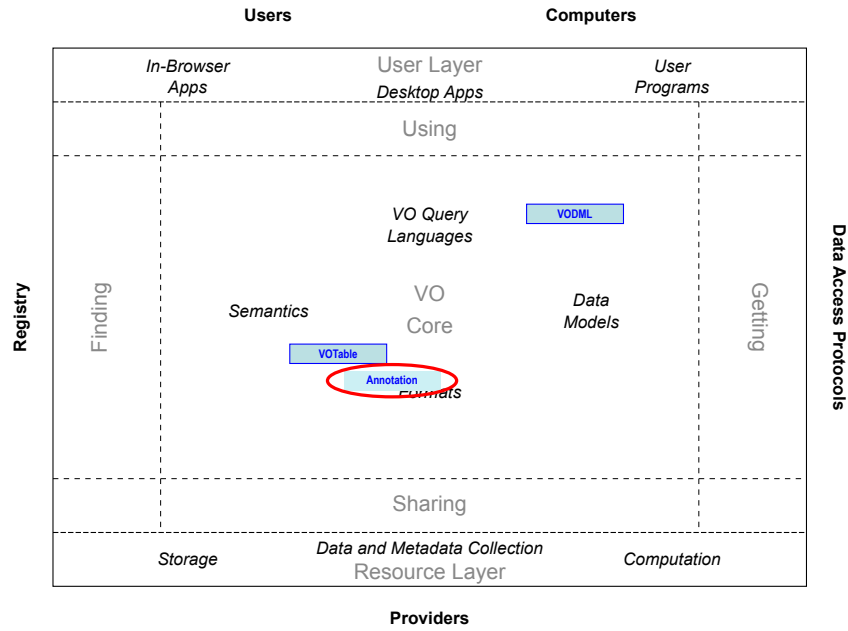 Users
Computers
In-Browser
Apps
User Layer
Desktop Apps
User
Programs
Using
VO Query
Languages
VODML
Registry
Finding
Semantics
VO
Core
Data
Models
Getting
Data Access Protocols
VOTable
Annotation
Formats
Sharing
Storage
Data and Metadata Collection
Resource Layer
Computation
Providers